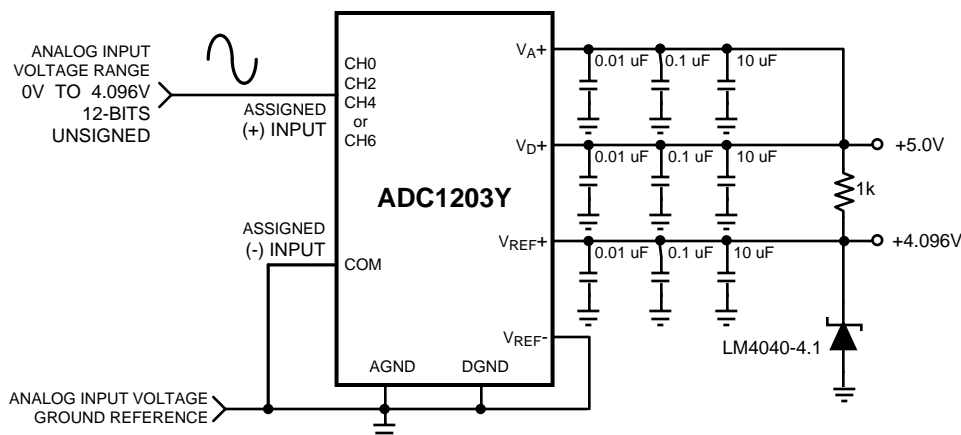 ANALOG INPUT
VOLTAGE RANGE
0V TO 4.096V
12-BITS
UNSIGNED
ASSIGNED
(+) INPUT
CH0
CH2
CH4
or
CH6
ADC1203Y
ASSIGNED
(-) INPUT
COM
AGND
DGND
VA+
VD+
VREF+
VREF-
0.01 uF
0.1 uF
10 uF
0.01 uF
0.1 uF
10 uF
0.01 uF
0.1 uF
10 uF
+5.0V
1k
+4.096V
LM4040-4.1
ANALOG INPUT VOLTAGE
GROUND REFERENCE